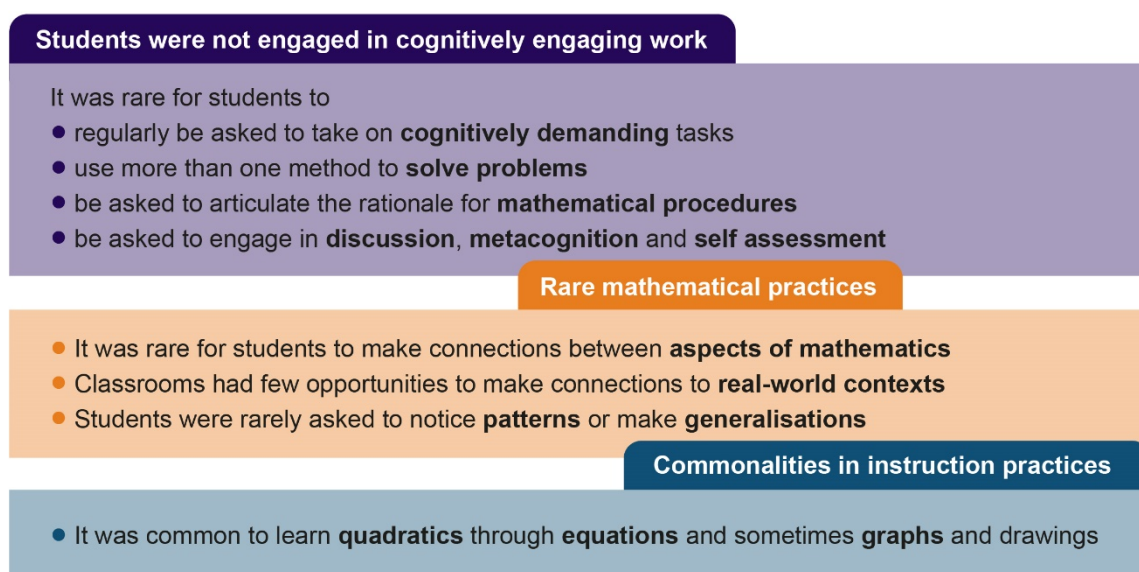 Students were not engaged in cognitively engaging work
It was rare for students to
● regularly be asked to take on cognitively demanding tasks
● use more than one method to solve problems
● be asked to articulate the rationale for mathematical procedures
● be asked to engage in discussion, metacognition and self assessment
Rare mathematical practices
● It was rare for students to make connections between aspects of mathematics
● Classrooms had few opportunities to make connections to real-world contexts
● Students were rarely asked to notice patterns or make generalisations
Commonalities in instruction practices
● It was common to learn quadratics through equations and sometimes graphs and drawings